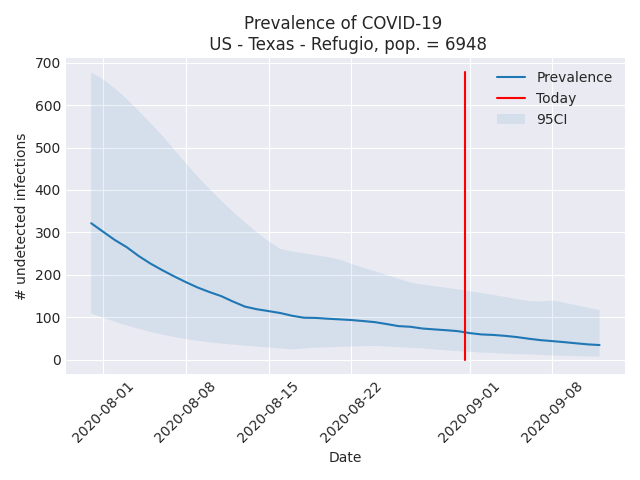 Prevalence of COVID-19
US - Texas - Refugio, pop. = 6948
700
600
500
400
300
200
100
0
# undetected infections
Prevalence
Today
95CI
2020-08-01
2020-08-08
2020-08-15
2020-08-22
2020-09-01
2020-09-08
Date